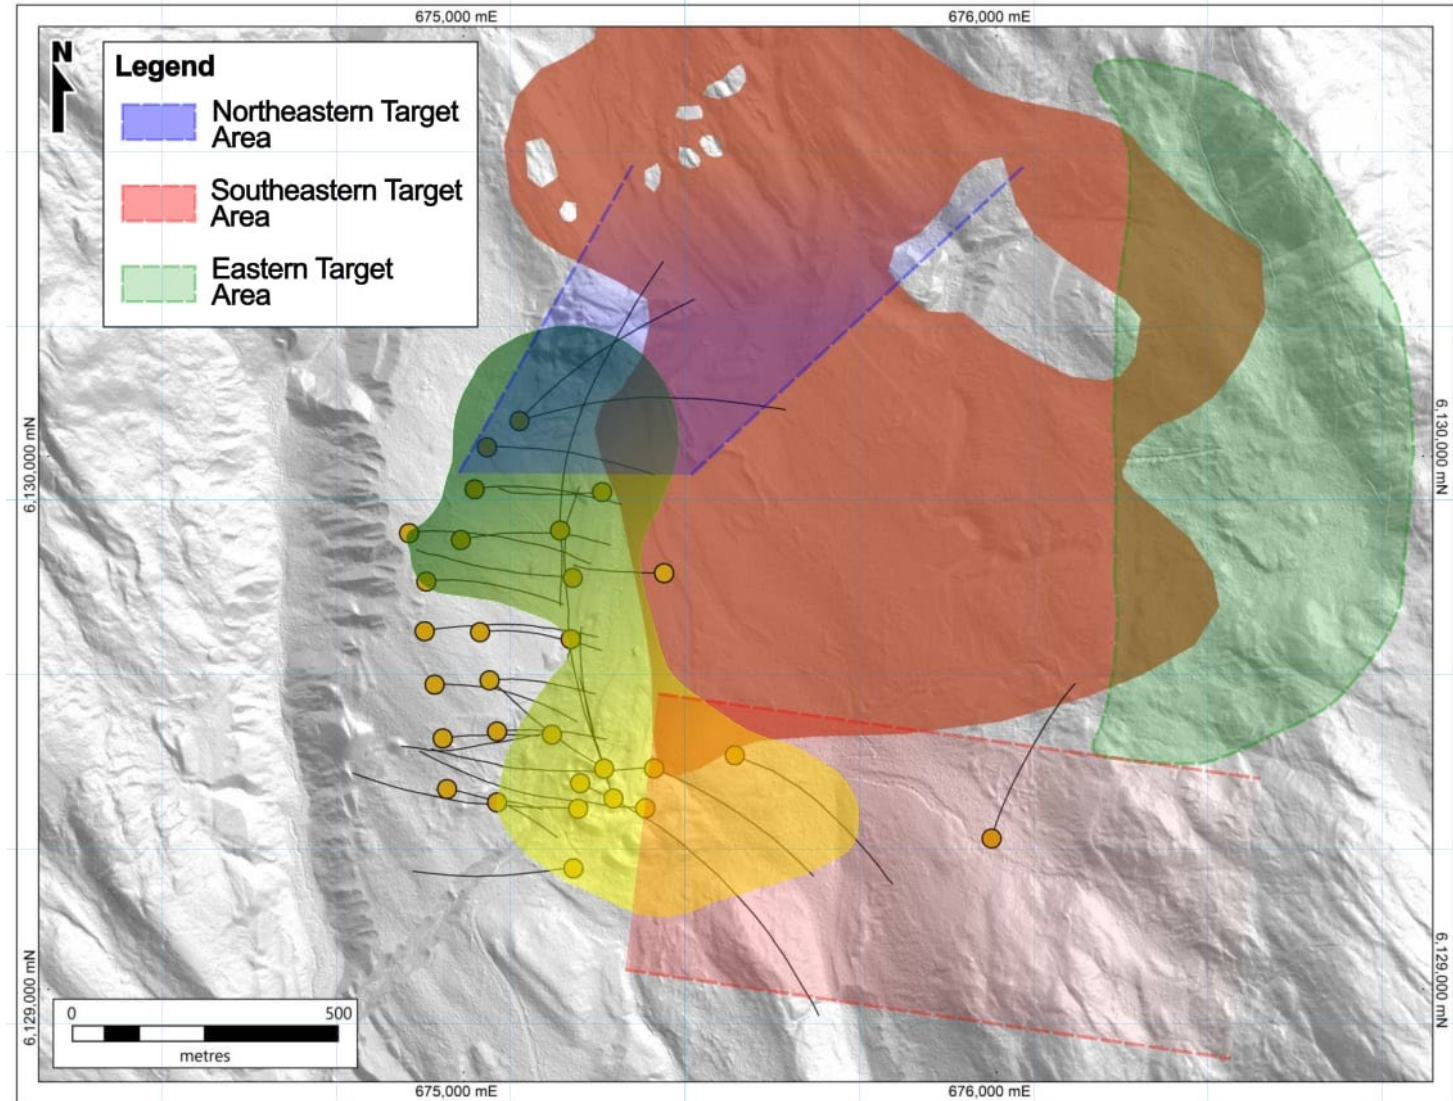 675,000 mE
676,000 mE
N
Legend
Northeastern Target
Area
Southeastern Target
Area
Eastern Target
Area
6,130,000 mN
6,130,000 mN
6,129,000 mN
6,129,000 mN
0
500
metres
675,000 mE
676,000 mE